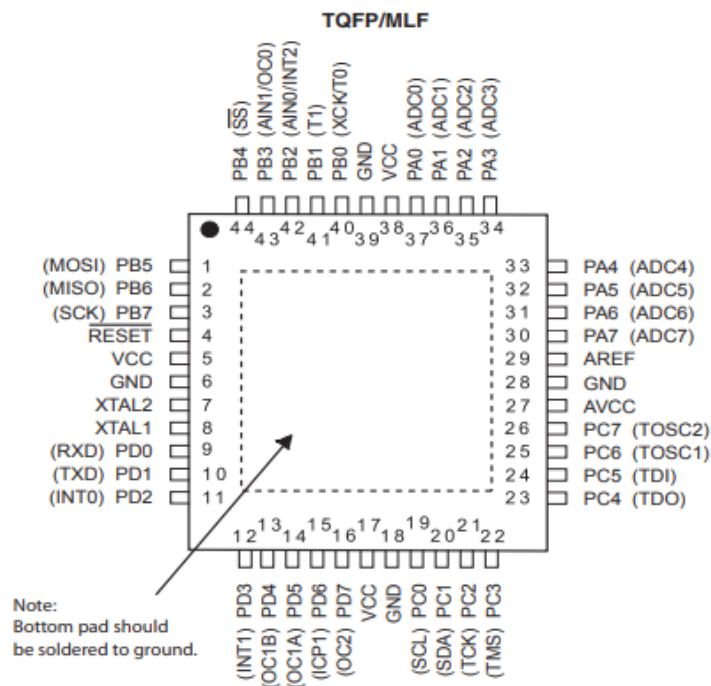 TQFP/MLF
PB4 (S̅S̅)
PB3 (AIN1/OC0)
PB2 (AIN0/INT2)
PB1 (T1)
PB0 (XCK/T0)
GND
VCC
PA0 (ADC0)
PA1 (ADC1)
PA2 (ADC2)
PA3 (ADC3)
44 43 42 41 40 39 38 37 36 35 34
(MOSI) PB5 1
(MISO) PB6 2
(SCK) PB7 3
R̅E̅S̅E̅T̅ 4
VCC 5
GND 6
XTAL2 7
XTAL1 8
(RXD) PD0 9
(TXD) PD1 10
(INT0) PD2 11
33 PA4 (ADC4)
32 PA5 (ADC5)
31 PA6 (ADC6)
30 PA7 (ADC7)
29 AREF
28 GND
27 AVCC
26 PC7 (TOSC2)
25 PC6 (TOSC1)
24 PC5 (TDI)
23 PC4 (TDO)
12 13 14 15 16 17 18 19 20 21 22
(INT1) PD3
(OC1B) PD4
(OC1A) PD5
(ICP1) PD6
(OC2) PD7
VCC
GND
(SCL) PC0
(SDA) PC1
(TCK) PC2
(TMS) PC3
Note:
Bottom pad should
be soldered to ground.